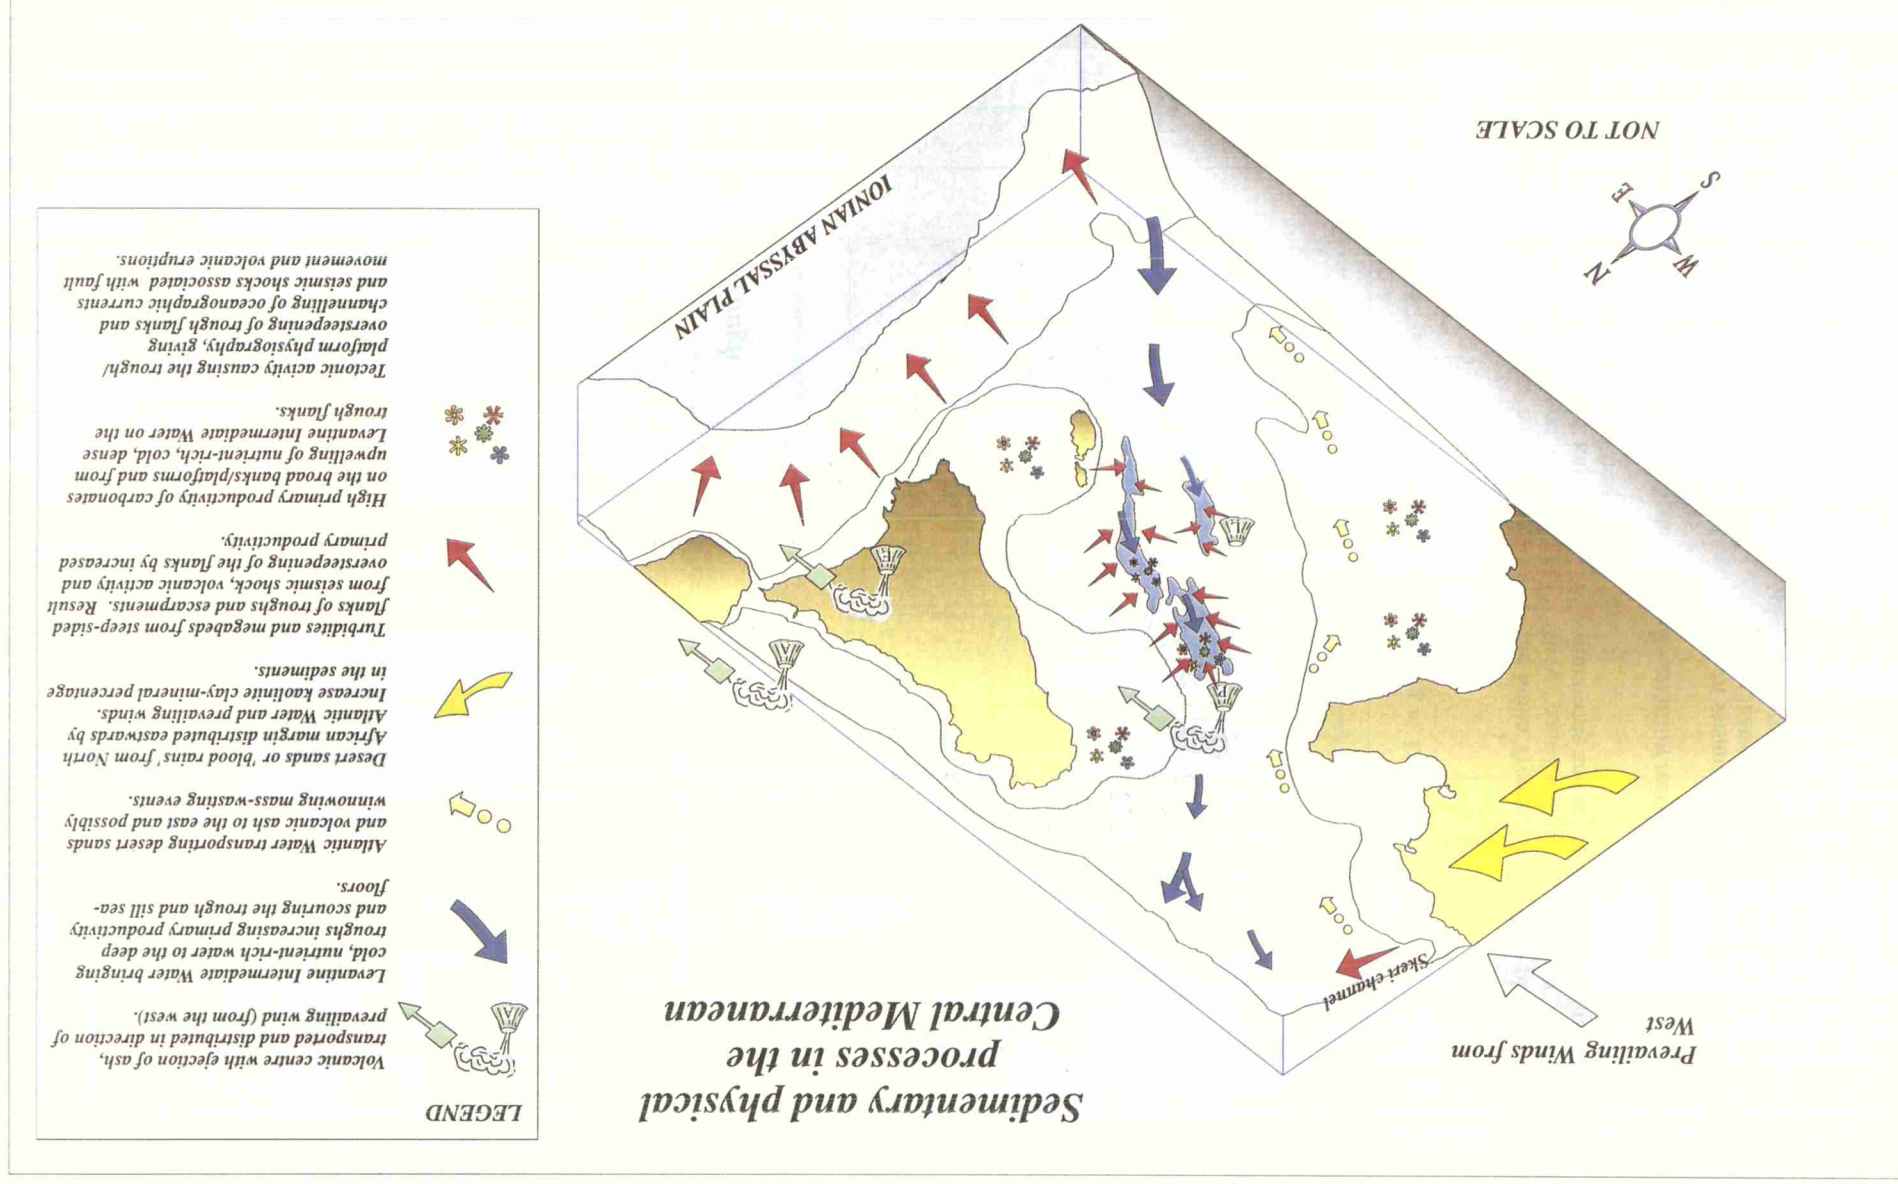 Sedimentary and physical
processes in the
Central Mediterranean
Prevailing Winds from
West
Skeri channel
P
A
E
L
IONIAN ABYSSAL PLAIN
N
W
E
S
NOT TO SCALE
LEGEND
A
Volcanic centre with ejection of ash,
transported and distributed in direction of
prevailing wind (from the west).
Levantine Intermediate Water bringing
cold, nutrient-rich water to the deep
troughs increasing primary productivity
and scouring the trough and sill sea-
floors.
Atlantic Water transporting desert sands
and volcanic ash to the east and possibly
winnowing mass-wasting events.
Desert sands or 'blood rains' from North
African margin distributed eastwards by
Atlantic Water and prevailing winds.
Increase kaolinite clay-mineral percentage
in the sediments.
Turbidites and megabeds from steep-sided
flanks of troughs and escarpments. Result
from seismic shock, volcanic activity and
oversteepening of the flanks by increased
primary productivity.
High primary productivity of carbonates
on the broad banks/platforms and from
upwelling of nutrient-rich, cold, dense
Levantine Intermediate Water on the
trough flanks.
Tectonic acivity causing the trough/
platform physiography, giving
oversteepening of trough flanks and
channelling of oceanographic currents
and seismic shocks associated with fault
movement and volcanic eruptions.